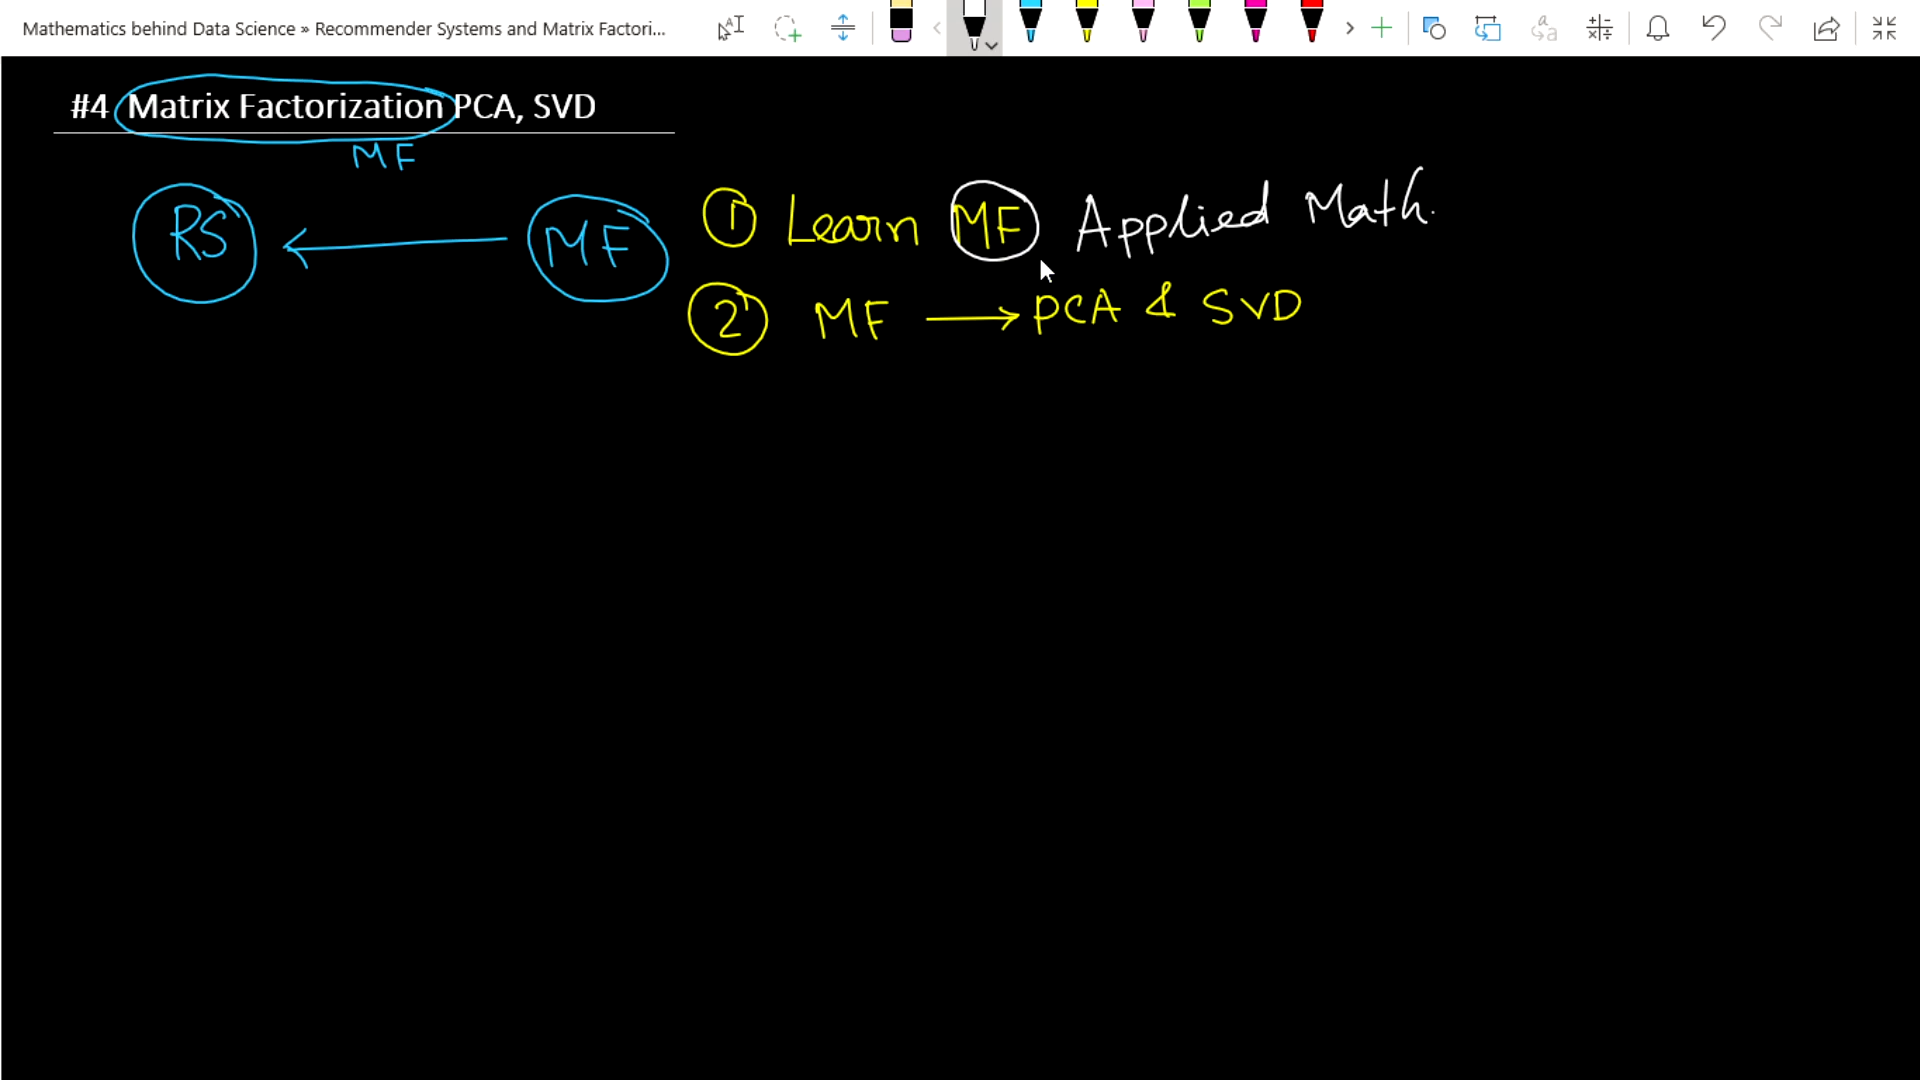 Mathematics behind Data Science » Recommender Systems and Matrix Factori...
#4 Matrix Factorization PCA, SVD
MF
RS ← MF
① Learn MF Applied Math.
② MF → PCA & SVD